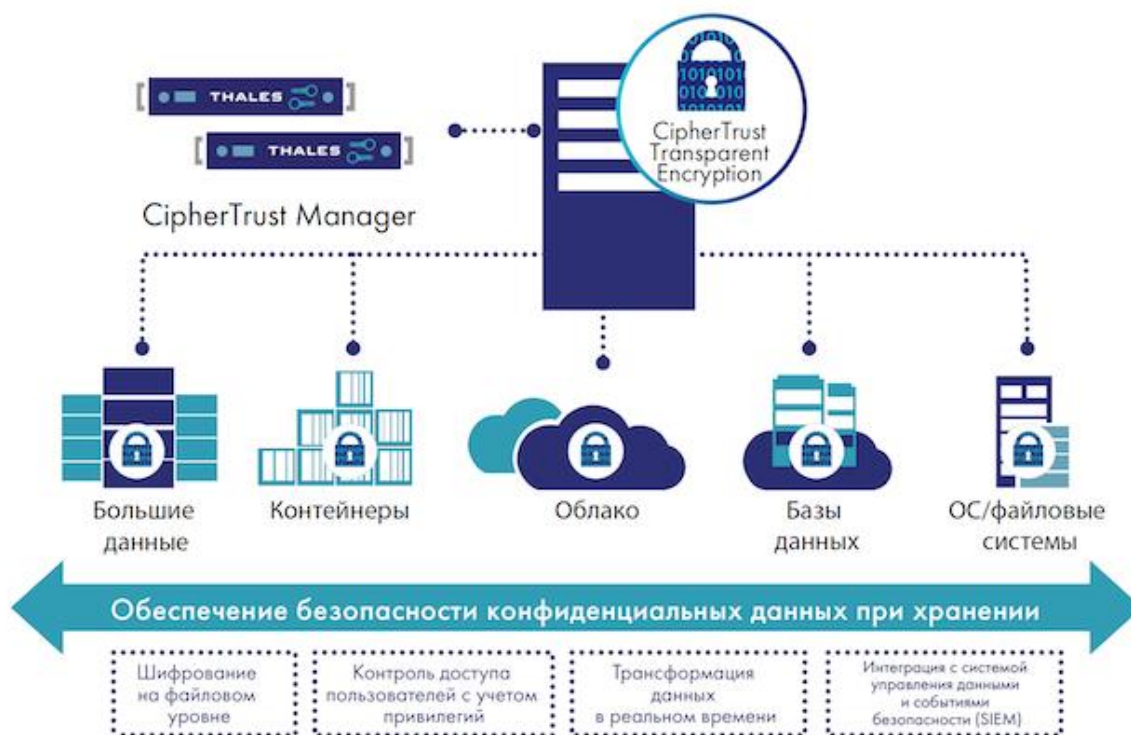 THALES
THALES
CipherTrust Manager
CipherTrust
Transparent
Encryption
Большие
данные
Контейнеры
Облако
Базы
данных
ОС/файловые
системы
Обеспечение безопасности конфиденциальных данных при хранении
Шифрование
на файловом
уровне
Контроль доступа
пользователей с учетом
привилегий
Трансформация
данных
в реальном времени
Интеграция с системой
управления данными
и событиями
безопасности (SIEM)